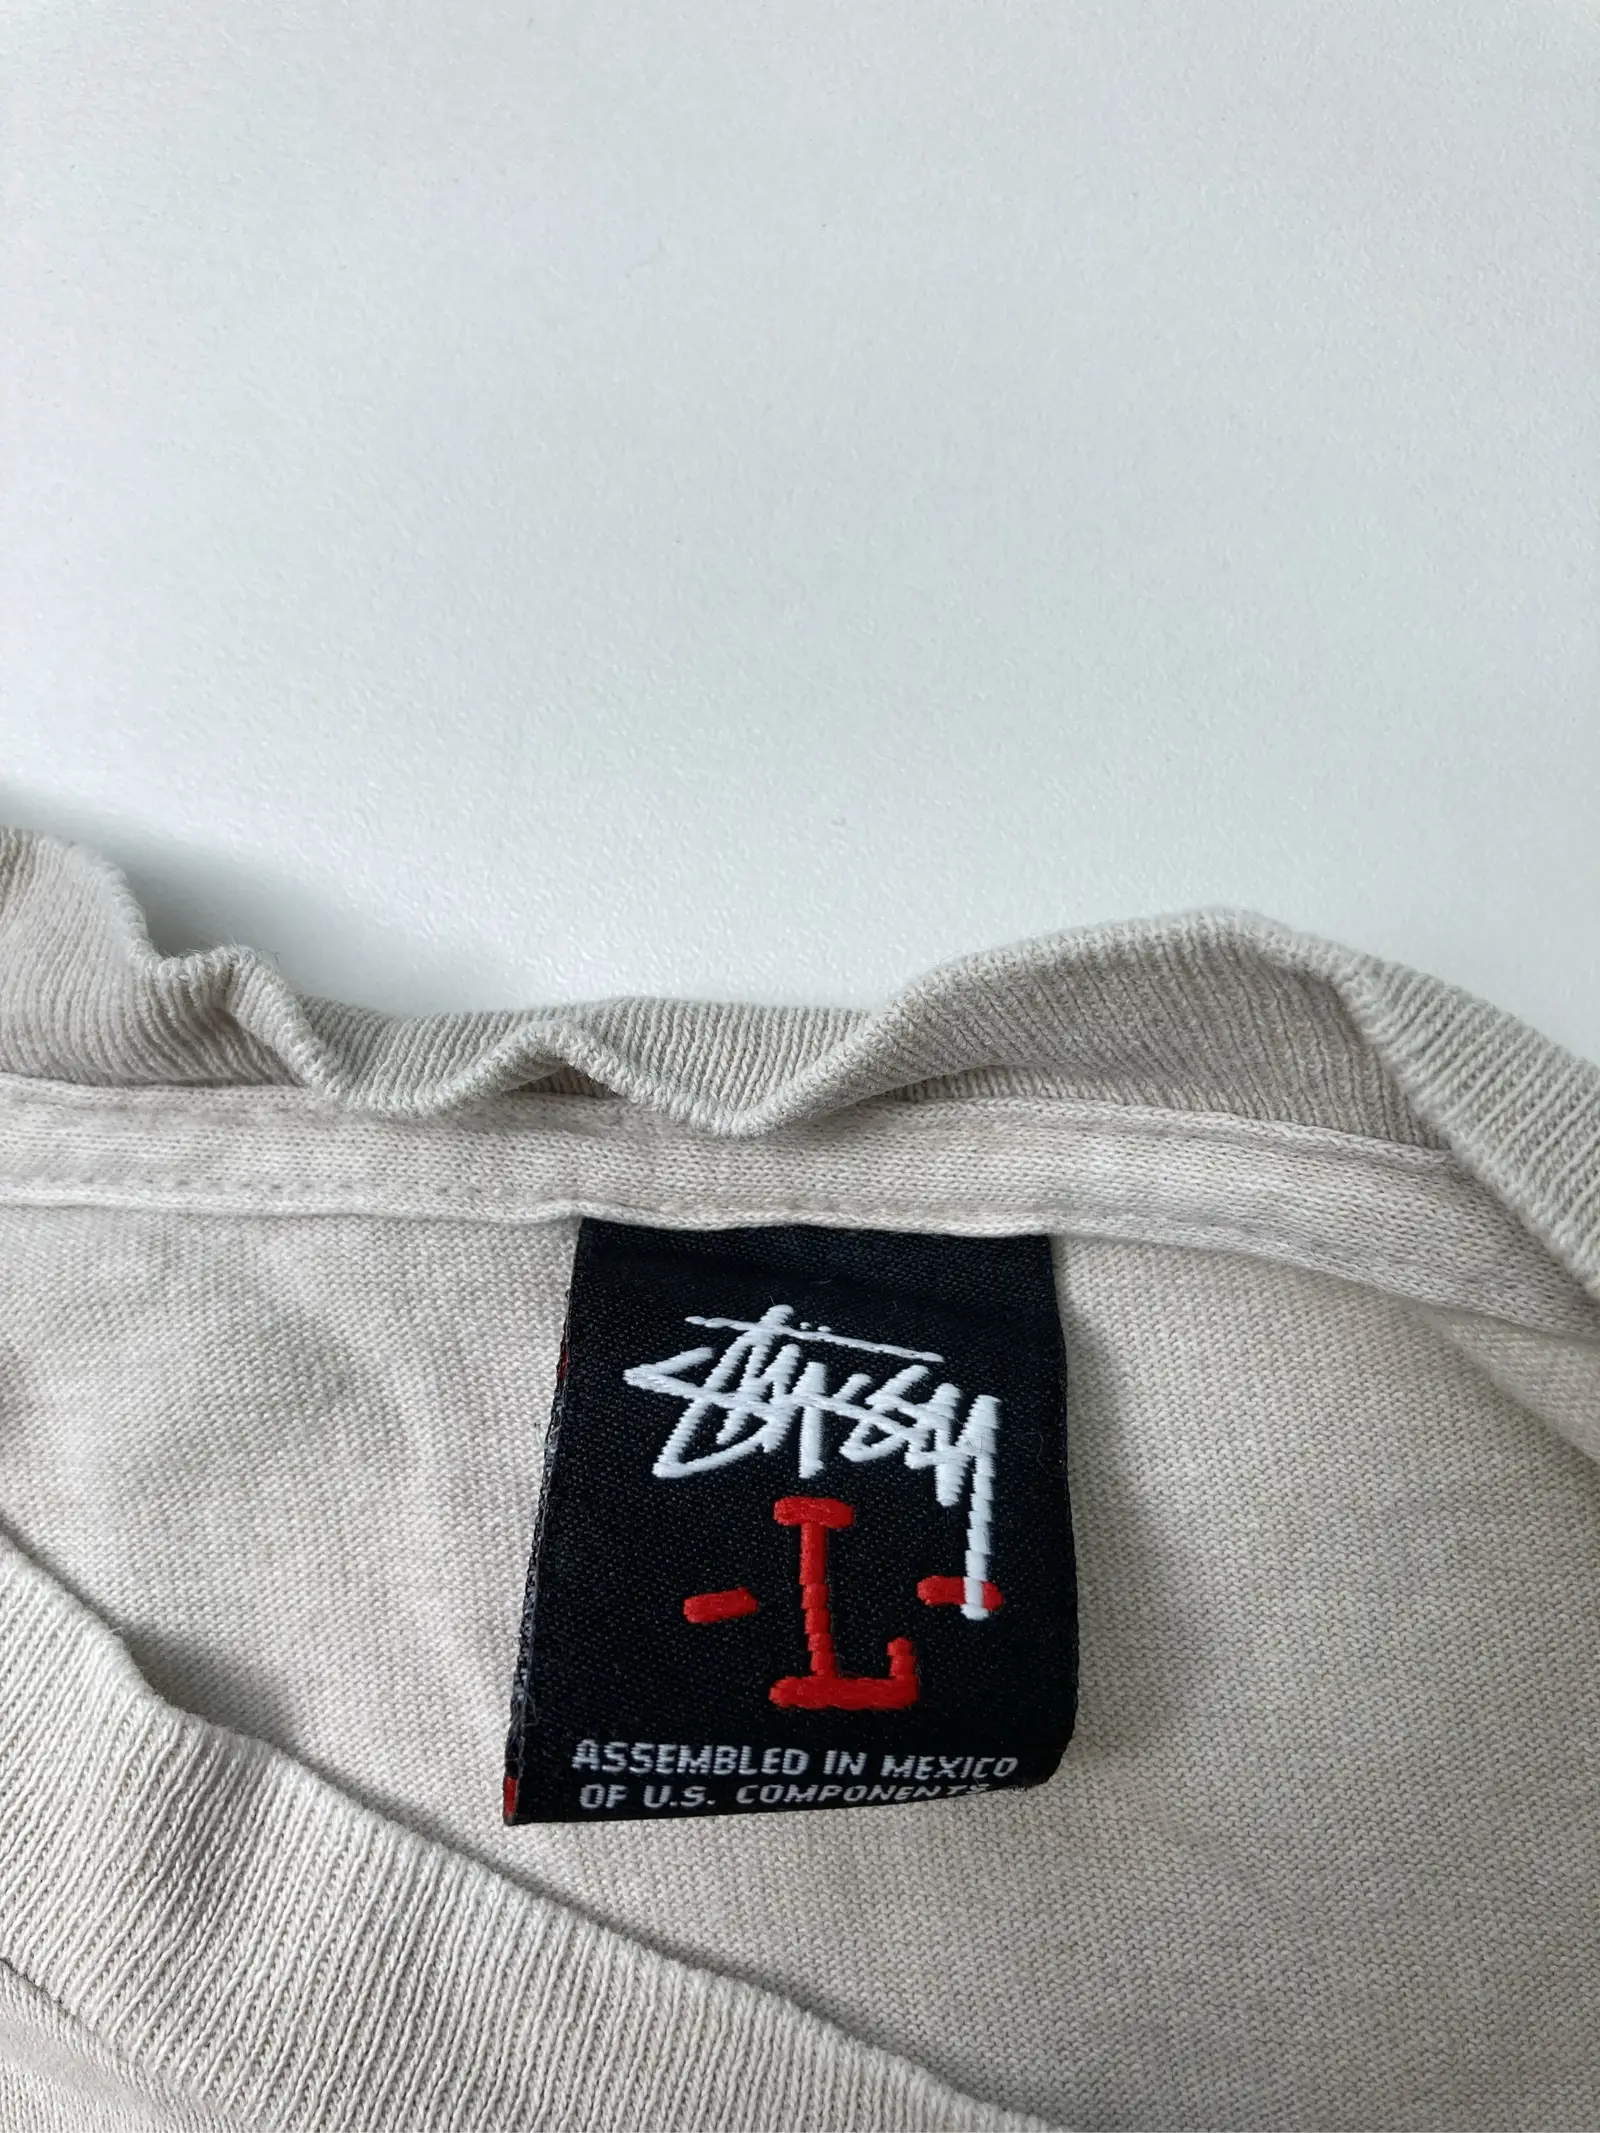 Stüssy
- L -
ASSEMBLED IN MEXICO
OF U.S. COMPONENTS